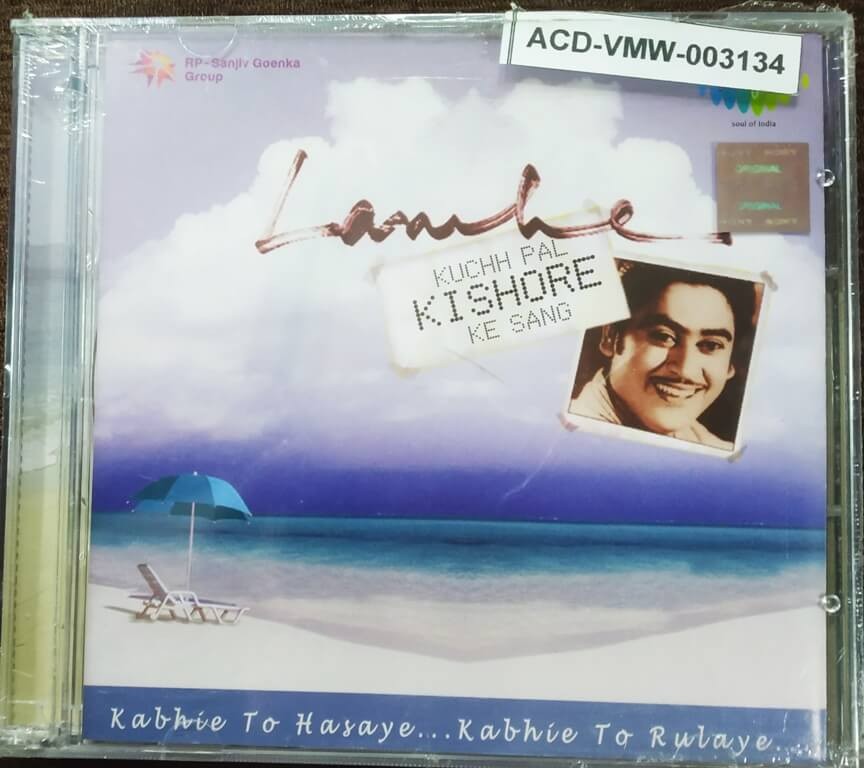 RP-Sanjiv Goenka
Group
ACD-VMW-003134
soul of India
ORIGINAL
ORIGINAL
Lamhe
KUCHH PAL
KISHORE
KE SANG
Kabhie To Hasaye...Kabhie To Rulaye...